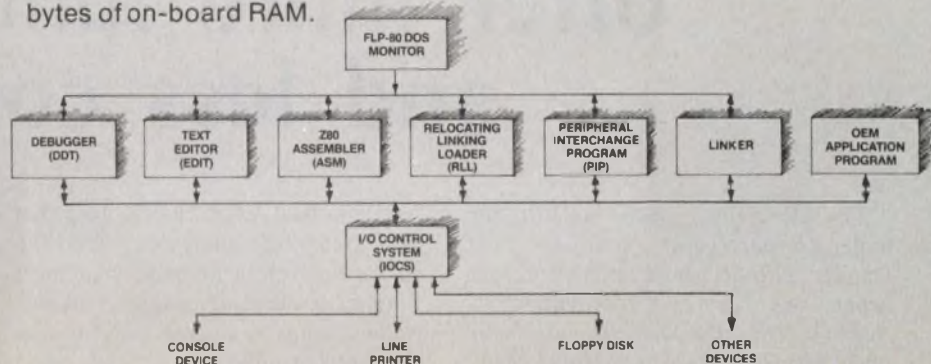 bytes of on-board RAM.
FLP-80 DOS
MONITOR
DEBUGGER
(DDT)
TEXT
EDITOR
(EDIT)
Z80
ASSEMBLER
(ASM)
RELOCATING
LINKING
LOADER
(RLL)
PERIPHERAL
INTERCHANGE
PROGRAM
(PIP)
LINKER
OEM
APPLICATION
PROGRAM
I/O CONTROL
SYSTEM
(IOCS)
CONSOLE
DEVICE
LINE
PRINTER
FLOPPY DISK
OTHER
DEVICES